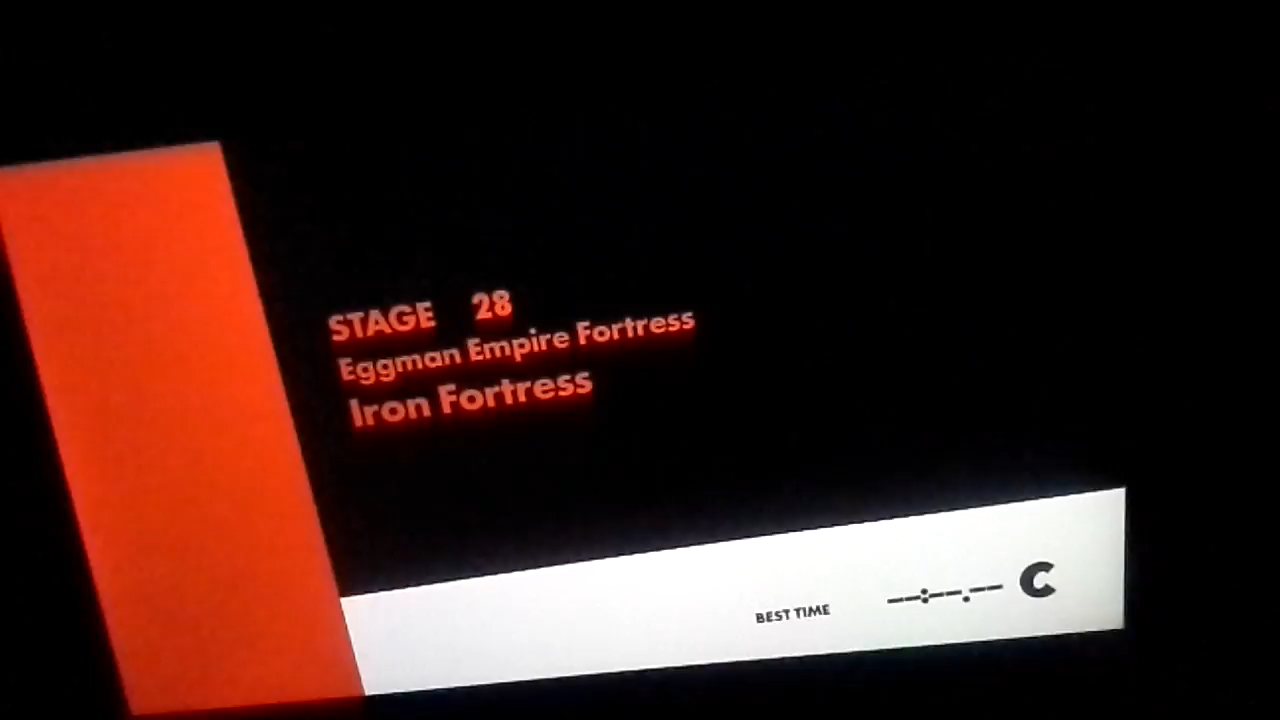 STAGE 28
Eggman Empire Fortress
Iron Fortress
BEST TIME --:--.-- C